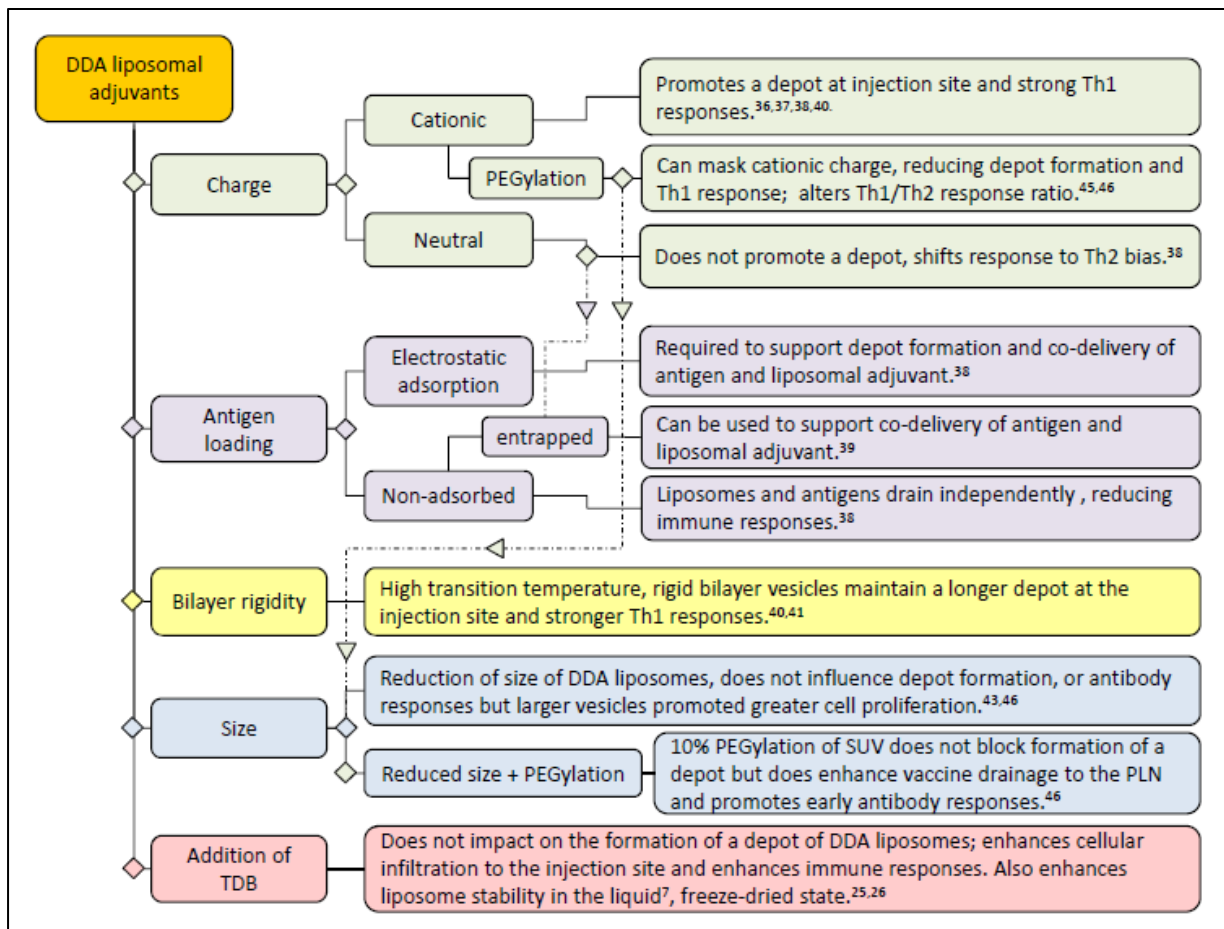 DDA liposomal
adjuvants
Charge
Cationic
Promotes a depot at injection site and strong Th1
responses.36,37,38,40.
PEGylation
Can mask cationic charge, reducing depot formation and
Th1 response;  alters Th1/Th2 response ratio.45,46
Neutral
Does not promote a depot, shifts response to Th2 bias.38
Antigen
loading
Electrostatic
adsorption
Required to support depot formation and co-delivery of
antigen and liposomal adjuvant.38
entrapped
Can be used to support co-delivery of antigen and
liposomal adjuvant.39
Non-adsorbed
Liposomes and antigens drain independently , reducing
immune responses.38
Bilayer rigidity
High transition temperature, rigid bilayer vesicles maintain a longer depot at the
injection site and stronger Th1 responses.40,41
Size
Reduction of size of DDA liposomes, does not influence depot formation, or antibody
responses but larger vesicles promoted greater cell proliferation.43,46
Reduced size + PEGylation
10% PEGylation of SUV does not block formation of a
depot but does enhance vaccine drainage to the PLN
and promotes early antibody responses.46
Addition of
TDB
Does not impact on the formation of a depot of DDA liposomes; enhances cellular
infiltration to the injection site and enhances immune responses. Also enhances
liposome stability in the liquid7, freeze-dried state.25,26